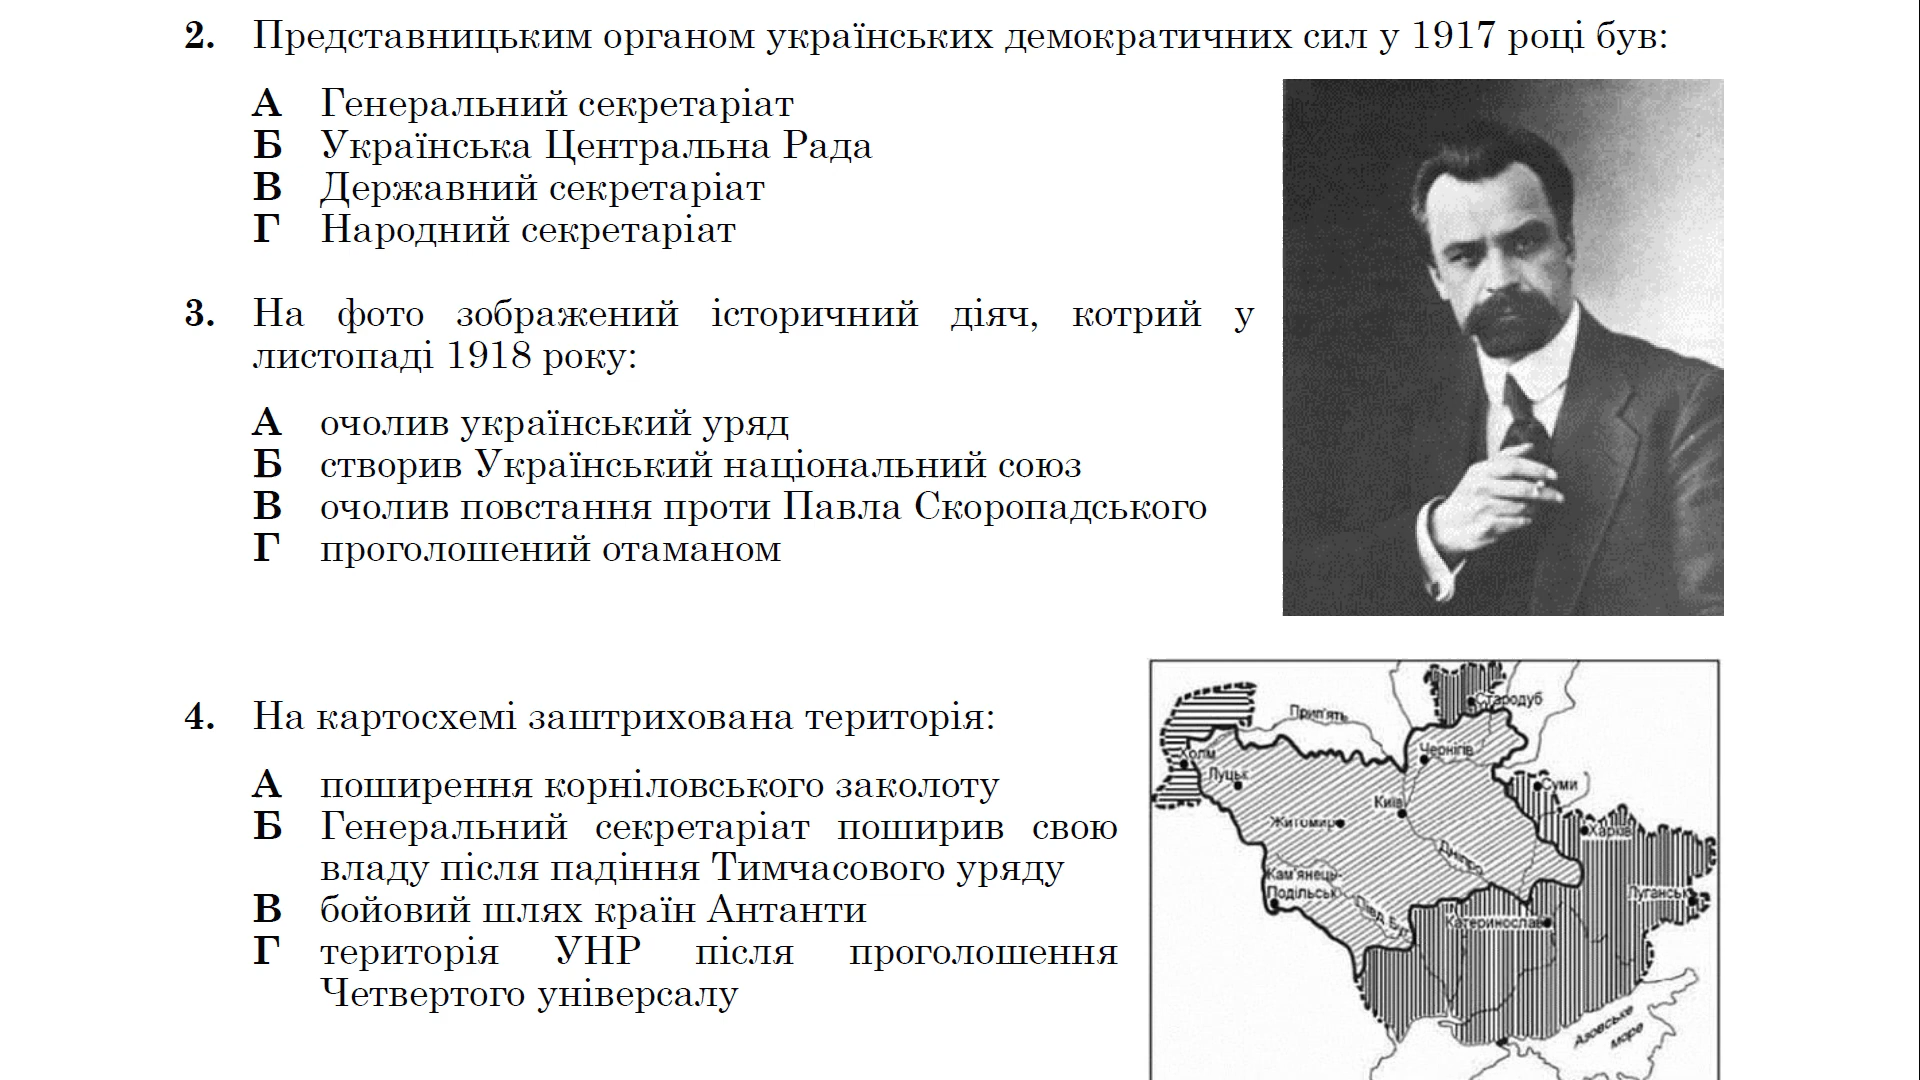 2. Представницьким органом українських демократичних сил у 1917 році був:
А Генеральний секретаріат
Б Українська Центральна Рада
В Державний секретаріат
Г Народний секретаріат
3. На фото зображений історичний діяч, котрий у
листопаді 1918 року:
А очолив український уряд
Б створив Український національний союз
В очолив повстання проти Павла Скоропадського
Г проголошений отаманом
4. На картосхемі заштрихована територія:
А поширення корніловського заколоту
Б Генеральний секретаріат поширив свою
владу після падіння Тимчасового уряду
В бойовий шлях країн Антанти
Г територія УНР після проголошення
Четвертого універсалу
Стародуб
Прип'ять
Чернігів
Холм
Луцьк
Суми
Київ
Житомир
Харків
Дніпро
Кам'янець-
Подільськ
Луганськ
Півд. Буг
Катеринослав
Азовське
море